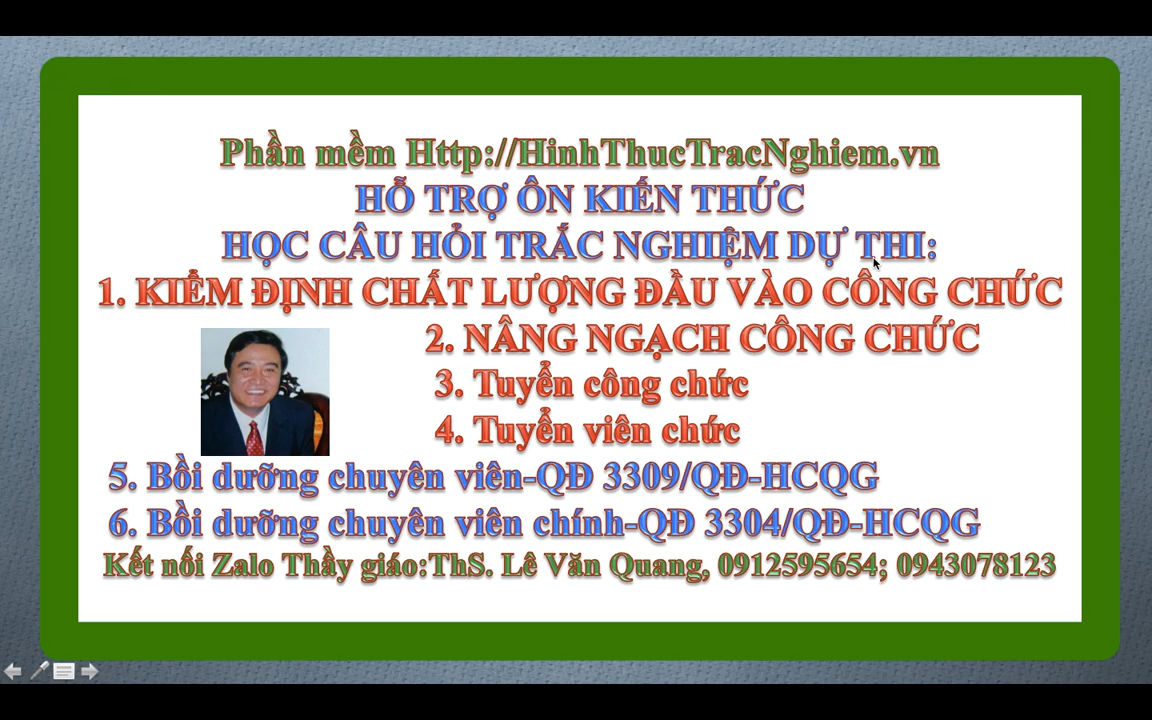 Phần mềm Http://HinhThucTracNghiem.vn
HỖ TRỢ ÔN KIẾN THỨC
HỌC CÂU HỎI TRẮC NGHIỆM DỰ THI:
1. KIỂM ĐỊNH CHẤT LƯỢNG ĐẦU VÀO CÔNG CHỨC
2. NÂNG NGẠCH CÔNG CHỨC
3. Tuyển công chức
4. Tuyển viên chức
5. Bồi dưỡng chuyên viên-QĐ 3309/QĐ-HCQG
6. Bồi dưỡng chuyên viên chính-QĐ 3304/QĐ-HCQG
Kết nối Zalo Thầy giáo:ThS. Lê Văn Quang, 0912595654; 0943078123